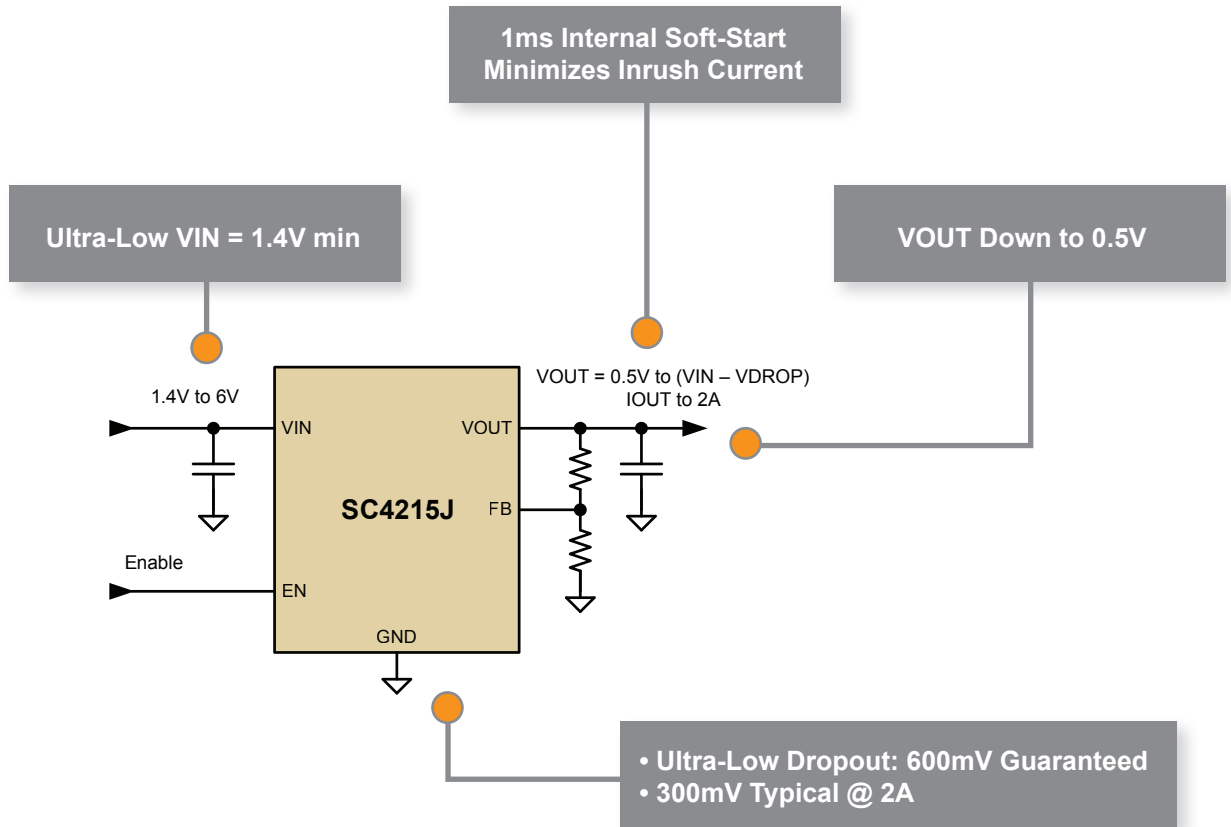 1ms Internal Soft-Start
Minimizes Inrush Current
Ultra-Low VIN = 1.4V min
VOUT Down to 0.5V
1.4V to 6V
VOUT = 0.5V to (VIN – VDROP)
IOUT to 2A
VIN
VOUT
SC4215J
FB
Enable
EN
GND
• Ultra-Low Dropout: 600mV Guaranteed
• 300mV Typical @ 2A